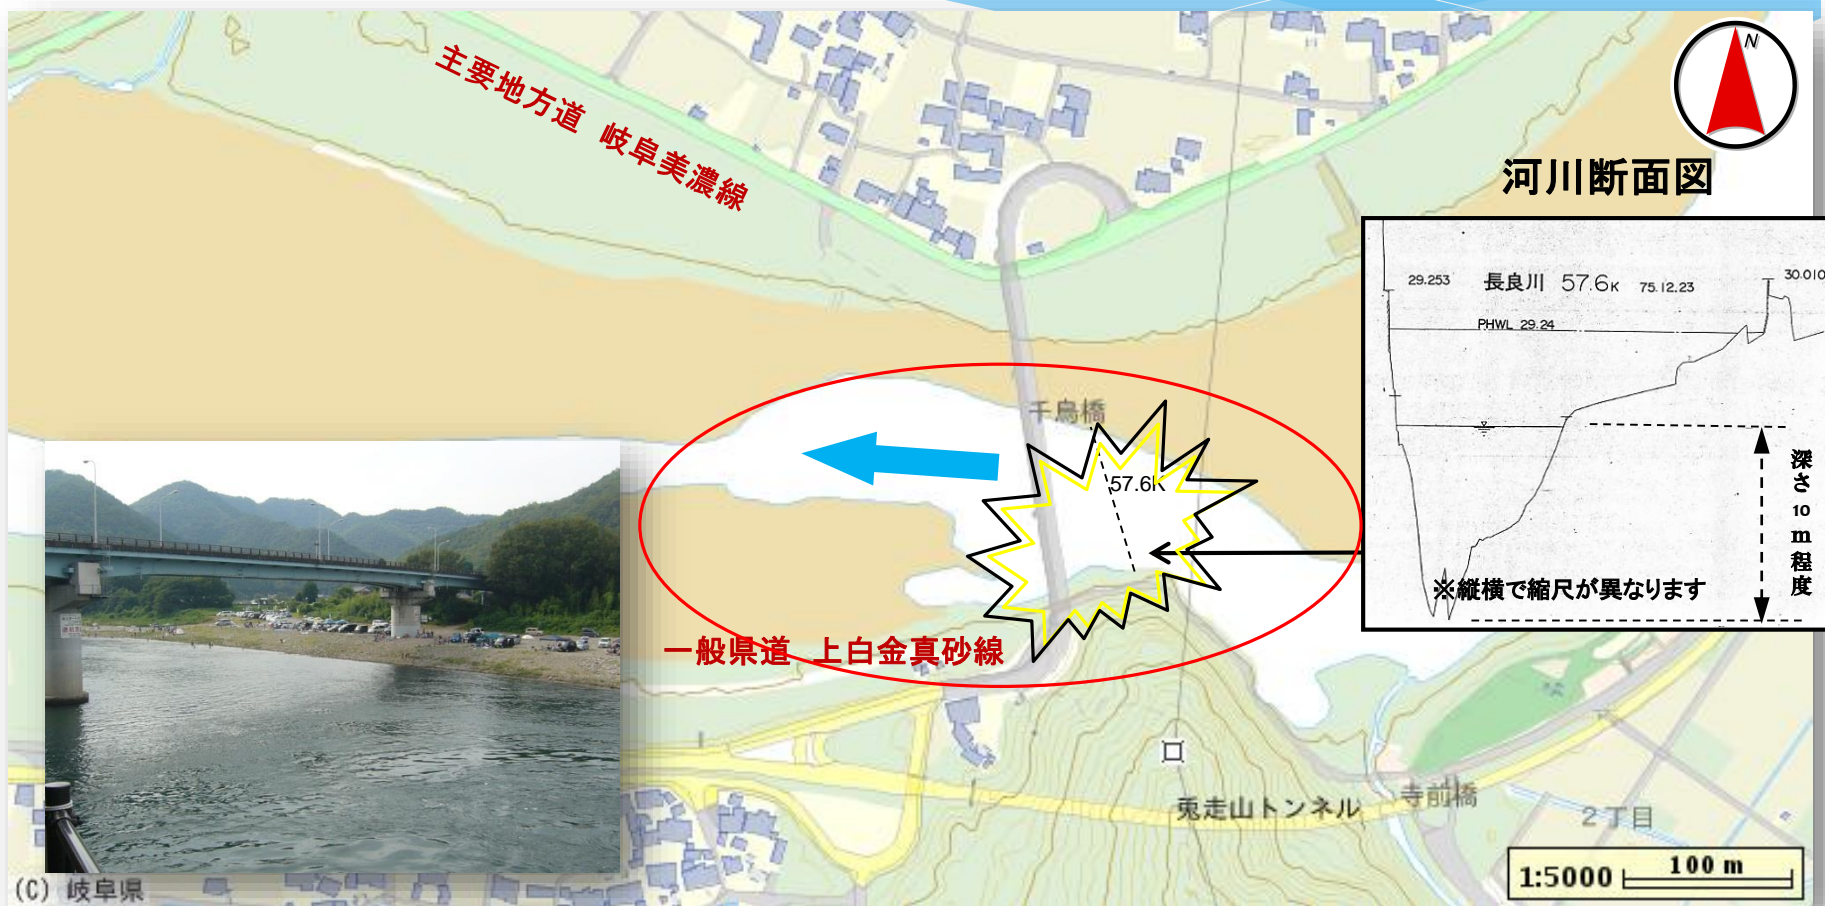 主要地方道 岐阜美濃線
N
河川断面図
29.253
長良川 57.6K 75.12.23
30.010
PHWL 29.24
千鳥橋
57.6K
深さ10m程度
※縦横で縮尺が異なります
一般県道 上白金真砂線
兎走山トンネル
寺前橋
2丁目
1:5000
100 m
(C) 岐阜県